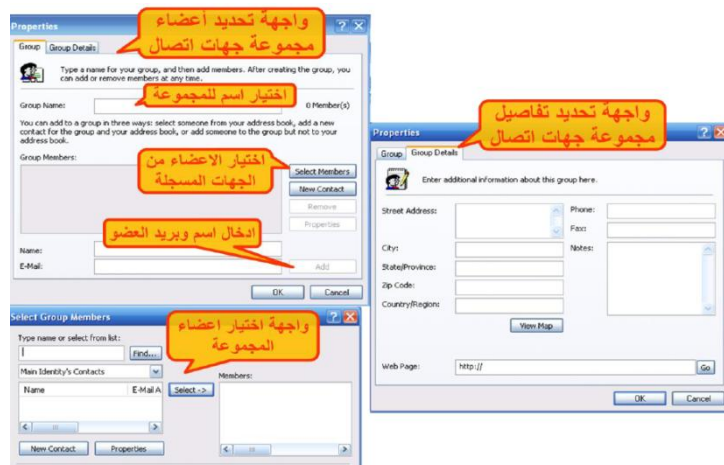 Properties
واجهة تحديد أعضاء
مجموعة جهات اتصال
Group
Group Details
Type a name for your group, and then add members. After creating the group, you
can add or remove members at any time.
اختيار اسم للمجموعة
Group Name:
0 Member(s)
You can add to a group in three ways: select someone from your address book, add a new
contact for the group and your address book, or add someone to the group but not to your
address book.
Group Members:
اختيار الاعضاء من
الجهات المسجلة
Select Members
New Contact
Remove
Properties
ادخال اسم وبريد العضو
Name:
E-Mail:
Add
OK
Cancel
Select Group Members
واجهة اختيار اعضاء
المجموعة
Type name or select from list:
Find...
Main Identity's Contacts
Members:
Name
E-Mail A
Select ->
New Contact
Properties
Properties
واجهة تحديد تفاصيل
مجموعة جهات اتصال
Group
Group Details
Enter additional information about this group here.
Street Address:
Phone:
Fax:
City:
Notes:
State/Province:
Zip Code:
Country/Region:
View Map
Web Page:
http://
Go
OK
Cancel